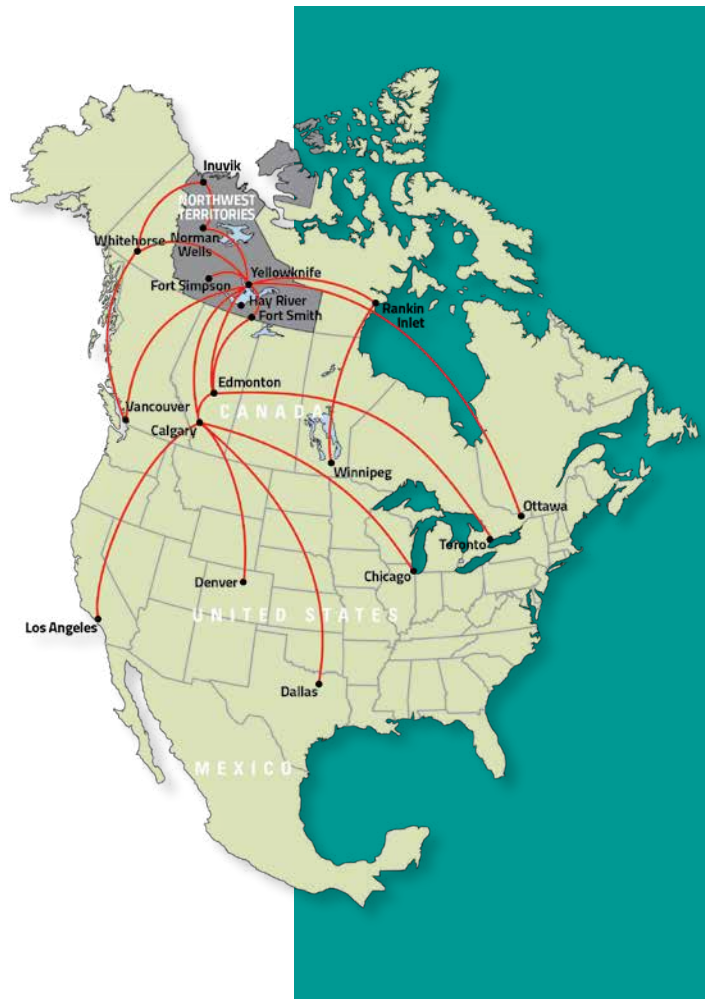 Inuvik
NORTHWEST
TERRITORIES
Whitehorse
Norman
Wells
Yellowknife
Fort Simpson
Hay River
Fort Smith
Rankin
Inlet
Edmonton
Vancouver
CANADA
Calgary
Winnipeg
Ottawa
Toronto
Chicago
Denver
UNITED STATES
Los Angeles
Dallas
MEXICO